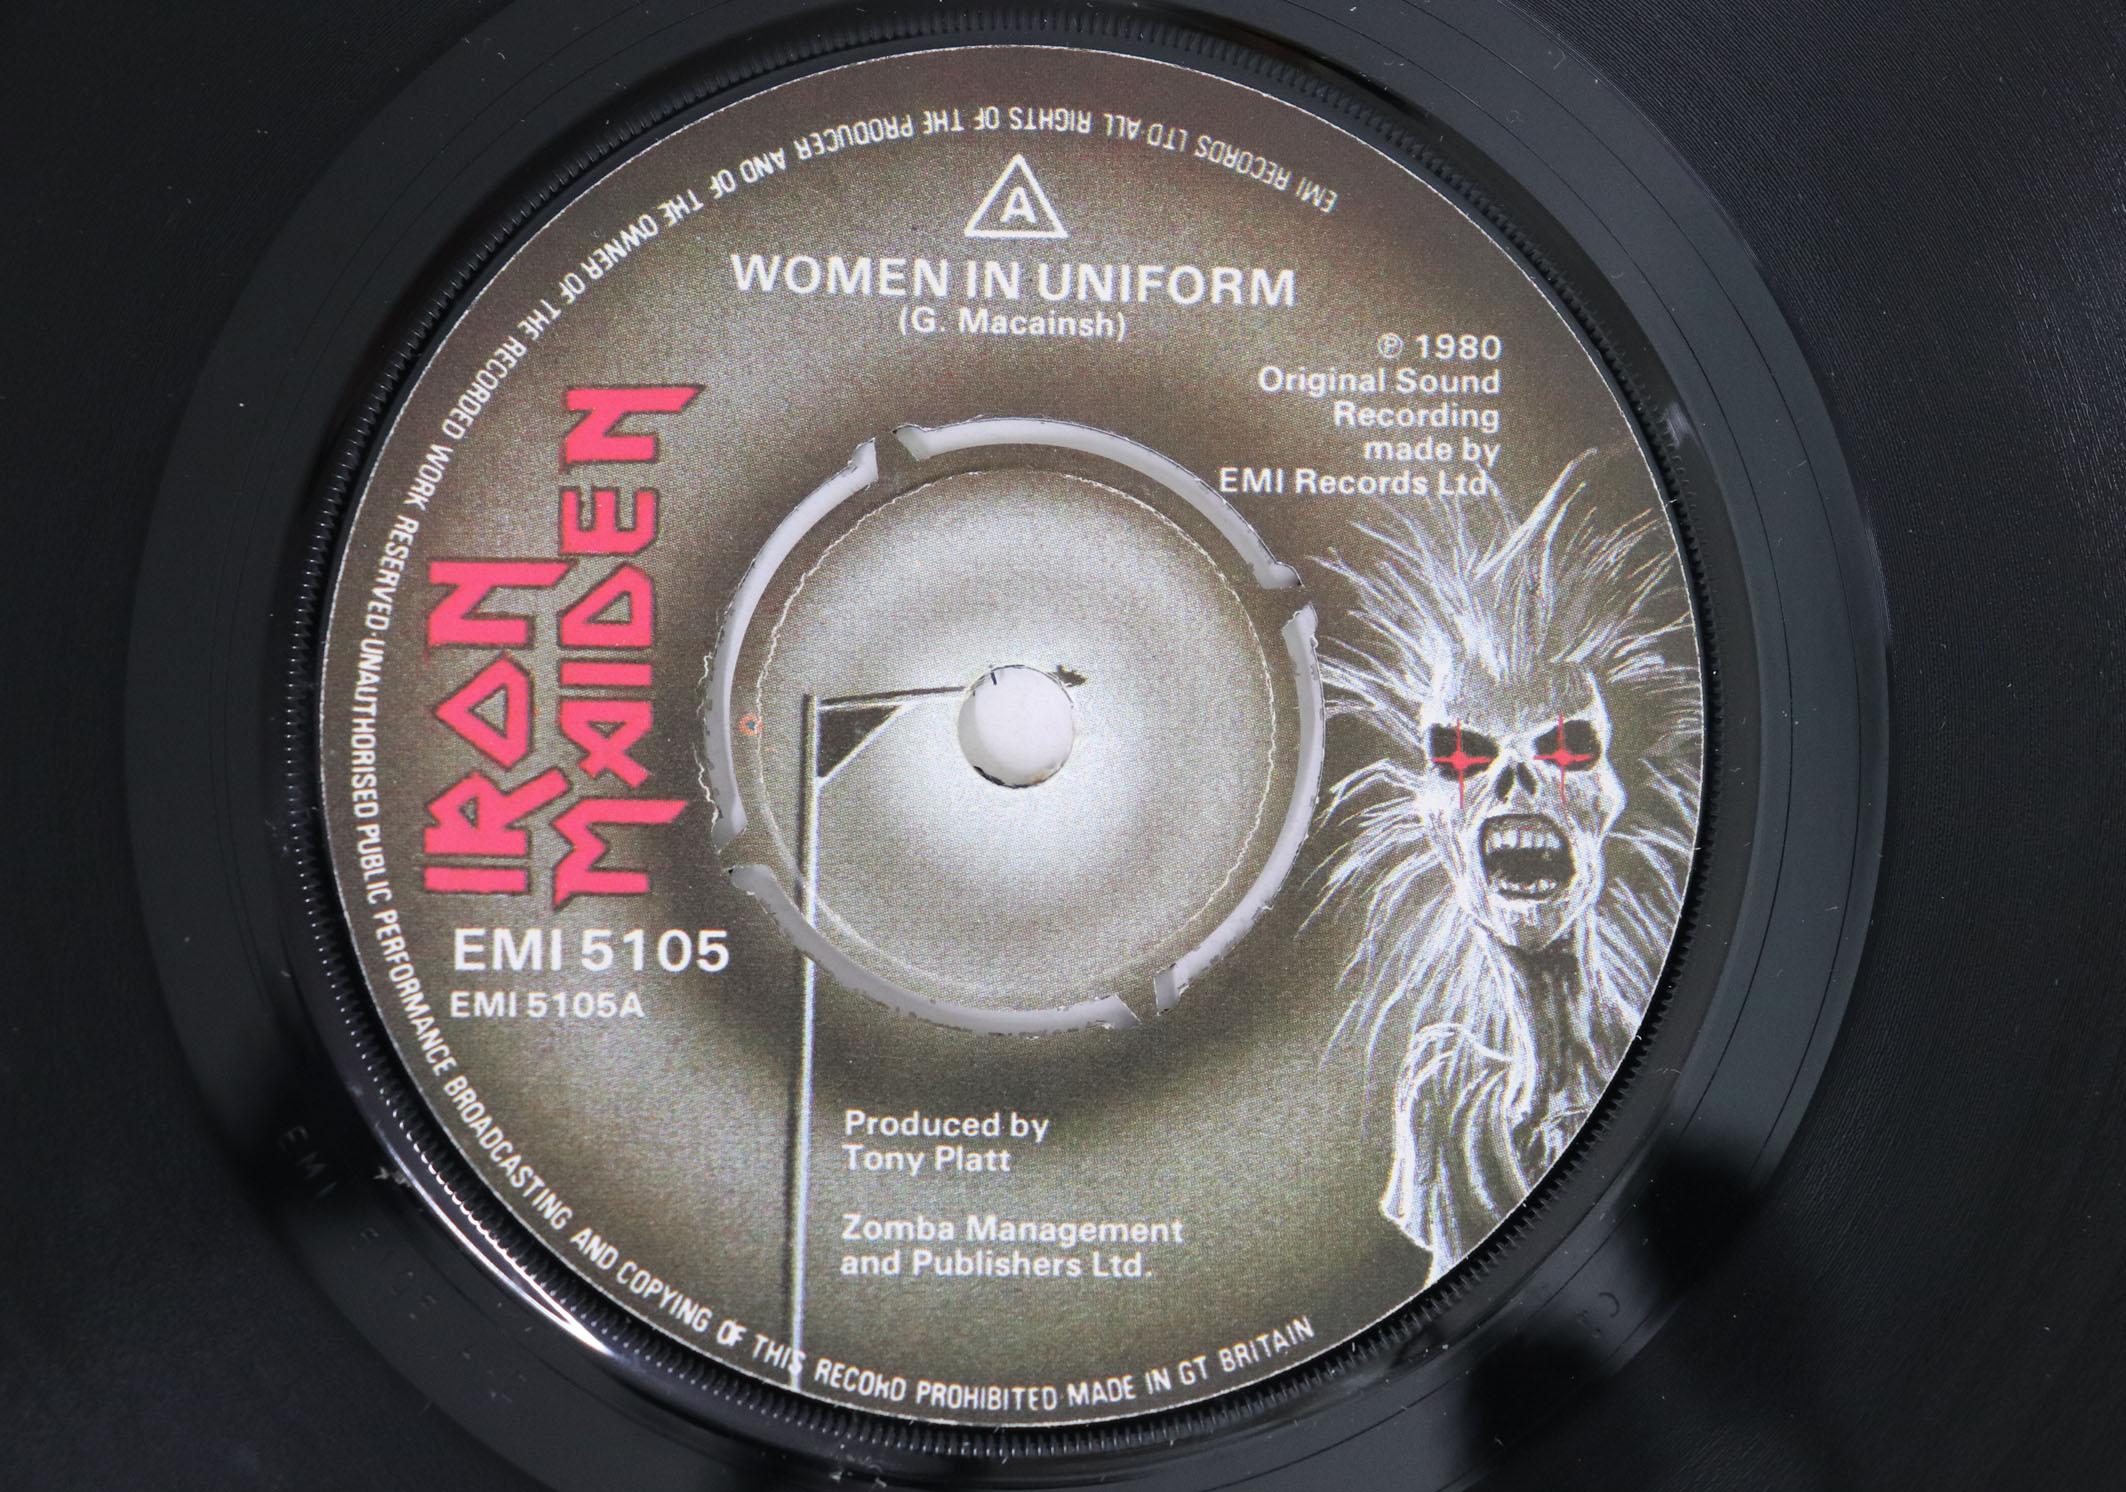 EMI RECORDS LTD·ALL RIGHTS OF THE PRODUCER AND OF THE OWNER OF THE RECORDED WORK RESERVED·UNAUTHORISED PUBLIC PERFORMANCE BROADCASTING AND COPYING OF THIS RECORD PROHIBITED·MADE IN GT BRITAIN
A
WOMEN IN UNIFORM
(G. Macainsh)
℗ 1980
Original Sound
Recording
made by
EMI Records Ltd.
IRON
MAIDEN
EMI 5105
EMI 5105A
Produced by
Tony Platt
Zomba Management
and Publishers Ltd.
EMI